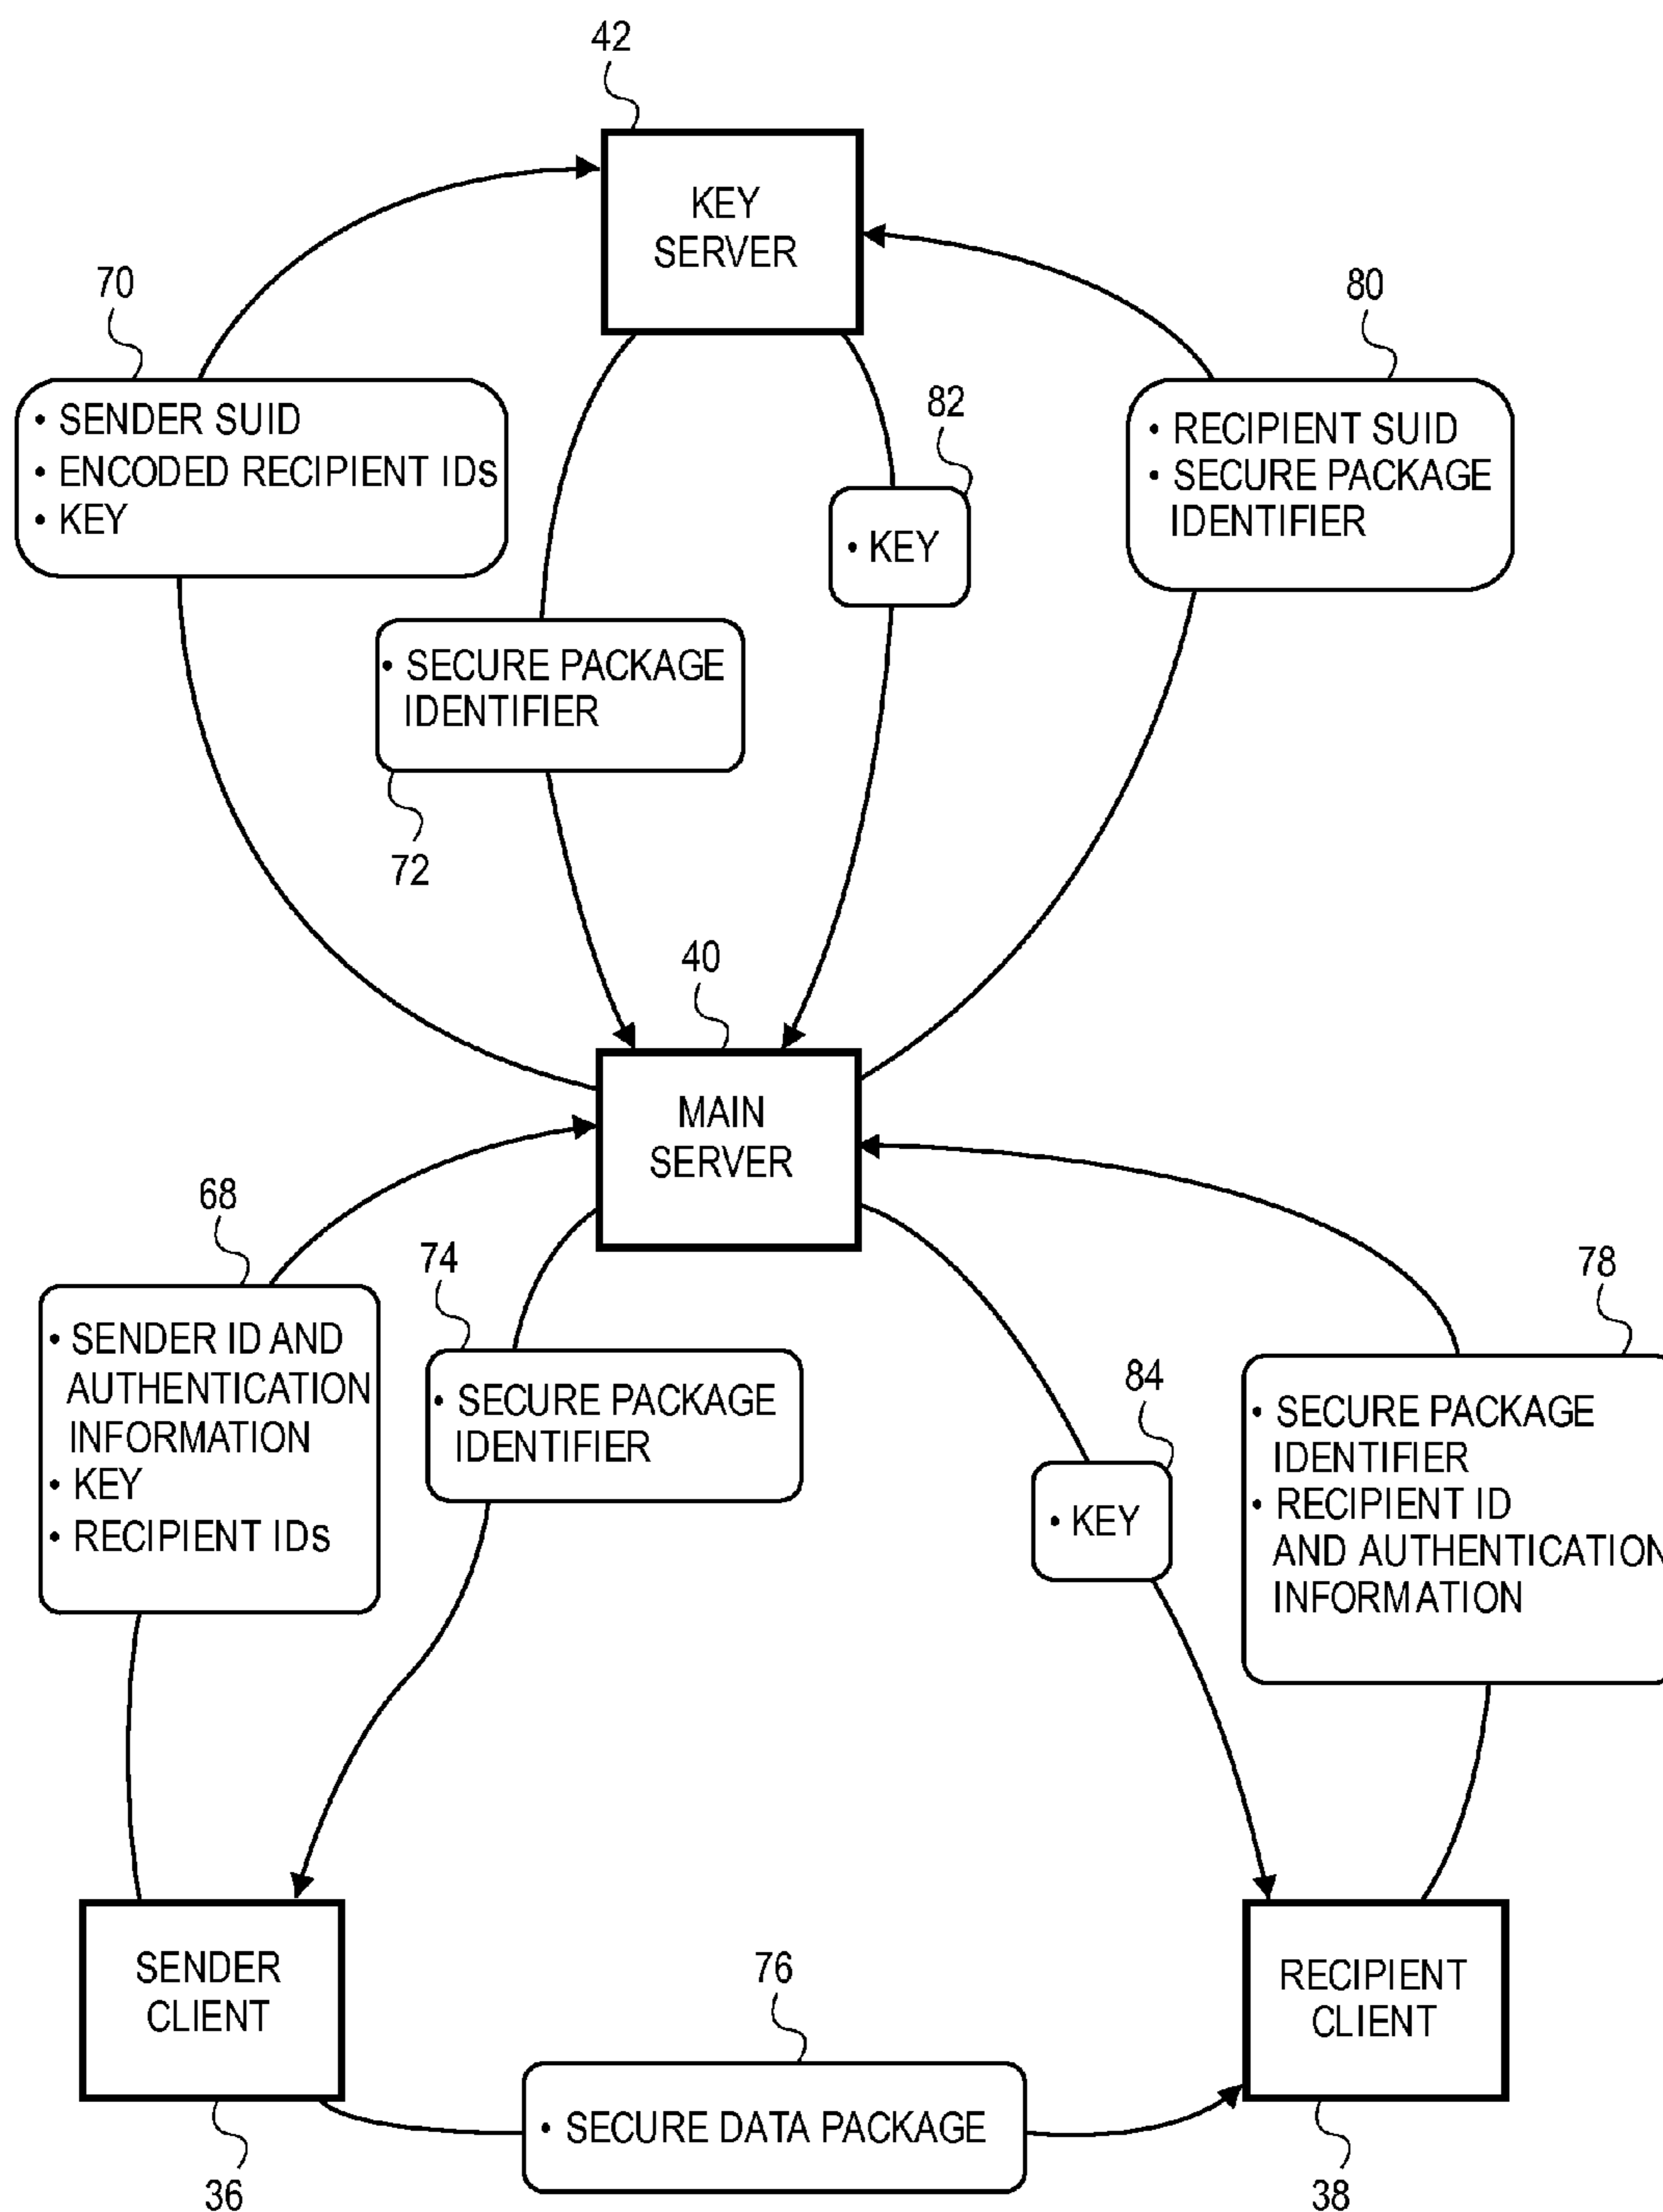 42
KEY
SERVER
70
• SENDER SUID
• ENCODED RECIPIENT IDs
• KEY
80
• RECIPIENT SUID
• SECURE PACKAGE
IDENTIFIER
82
• KEY
• SECURE PACKAGE
IDENTIFIER
72
40
MAIN
SERVER
68
• SENDER ID AND
AUTHENTICATION
INFORMATION
• KEY
• RECIPIENT IDs
74
• SECURE PACKAGE
IDENTIFIER
84
• KEY
78
• SECURE PACKAGE
IDENTIFIER
• RECIPIENT ID
AND AUTHENTICATION
INFORMATION
SENDER
CLIENT
36
76
• SECURE DATA PACKAGE
RECIPIENT
CLIENT
38